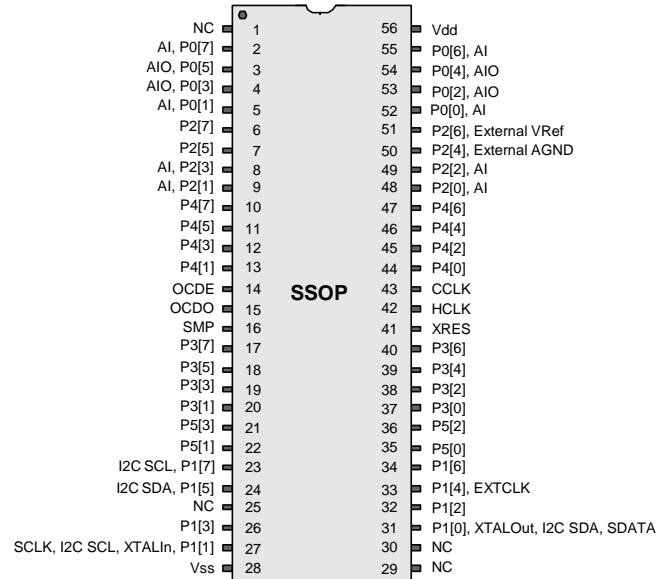 NC 1 56 Vdd
AI, P0[7] 2 55 P0[6], AI
AIO, P0[5] 3 54 P0[4], AIO
AIO, P0[3] 4 53 P0[2], AIO
AI, P0[1] 5 52 P0[0], AI
P2[7] 6 51 P2[6], External VRef
P2[5] 7 50 P2[4], External AGND
AI, P2[3] 8 49 P2[2], AI
AI, P2[1] 9 48 P2[0], AI
P4[7] 10 47 P4[6]
P4[5] 11 46 P4[4]
P4[3] 12 45 P4[2]
P4[1] 13 44 P4[0]
OCDE 14 SSOP 43 CCLK
OCDO 15 42 HCLK
SMP 16 41 XRES
P3[7] 17 40 P3[6]
P3[5] 18 39 P3[4]
P3[3] 19 38 P3[2]
P3[1] 20 37 P3[0]
P5[3] 21 36 P5[2]
P5[1] 22 35 P5[0]
I2C SCL, P1[7] 23 34 P1[6]
I2C SDA, P1[5] 24 33 P1[4], EXTCLK
NC 25 32 P1[2]
P1[3] 26 31 P1[0], XTALOut, I2C SDA, SDATA
SCLK, I2C SCL, XTALIn, P1[1] 27 30 NC
Vss 28 29 NC